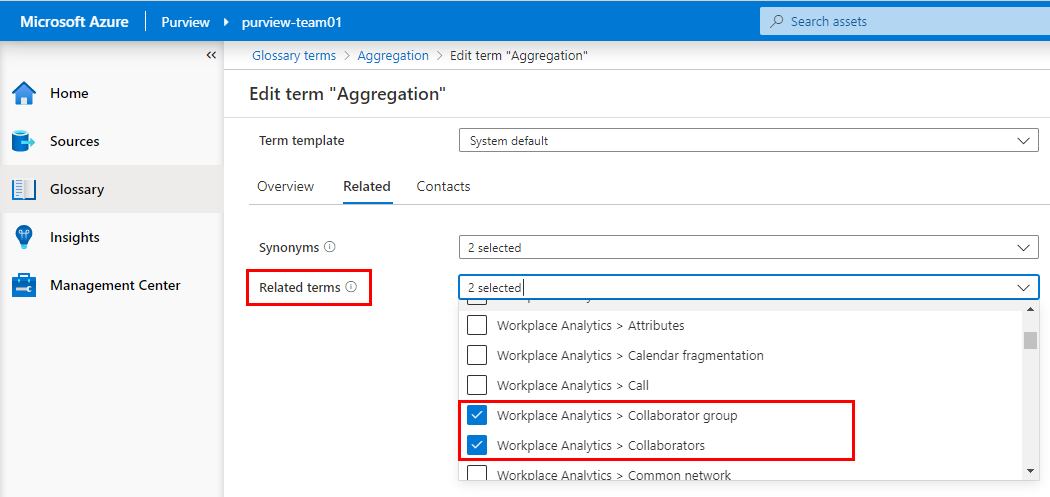 Microsoft Azure Purview purview-team01 Search assets
« Glossary terms > Aggregation > Edit term "Aggregation"
Home
Sources
Glossary
Insights
Management Center
Edit term "Aggregation"
Term template System default
Overview Related Contacts
Synonyms 2 selected
Related terms 2 selected
Workplace Analytics > Attributes
Workplace Analytics > Calendar fragmentation
Workplace Analytics > Call
Workplace Analytics > Collaborator group
Workplace Analytics > Collaborators
Workplace Analytics > Common network